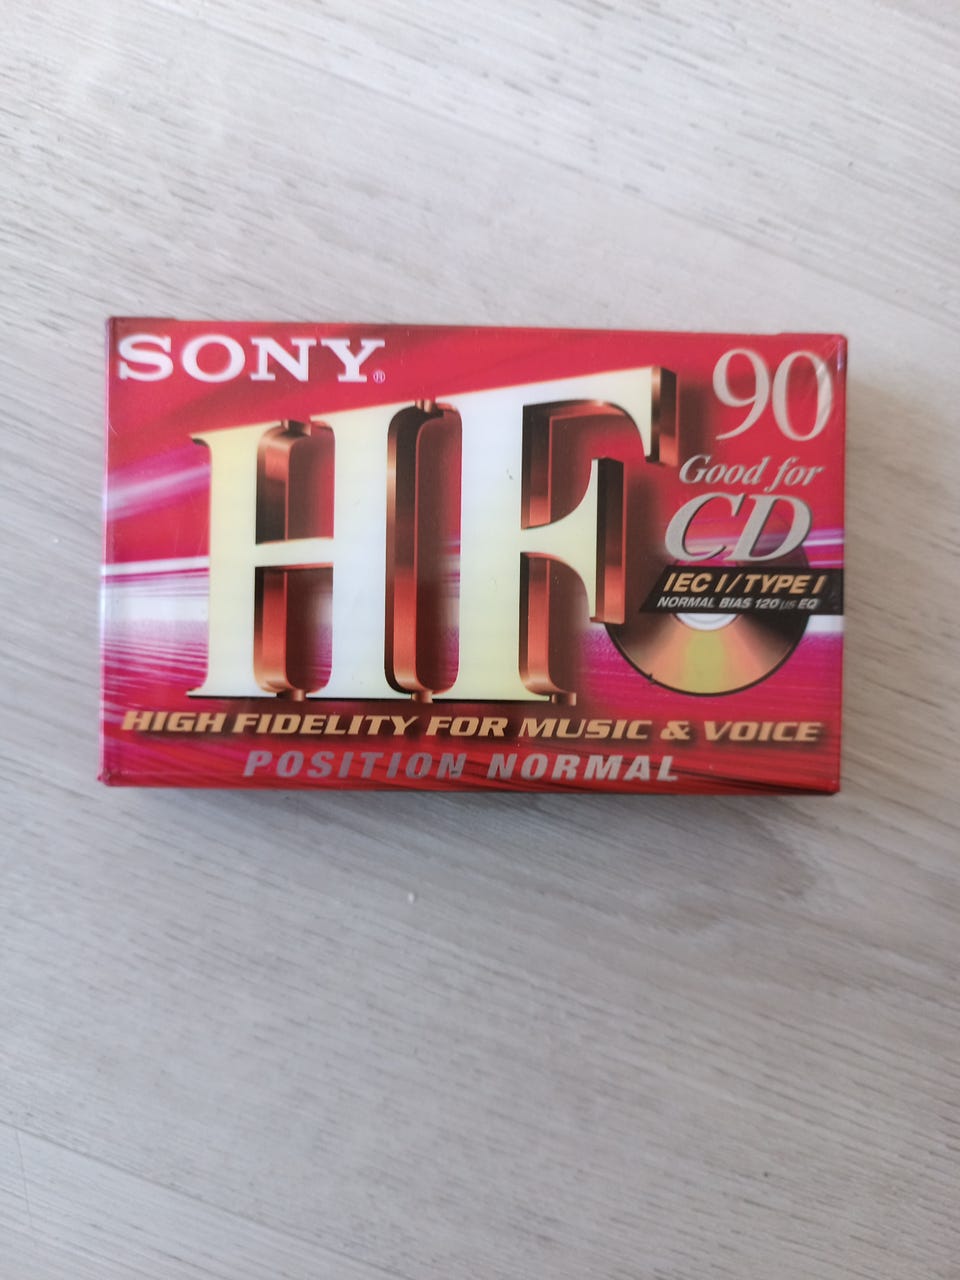 SONY®
HF
90
Good for
CD
IEC I / TYPE I
NORMAL BIAS 120 µs EQ
HIGH FIDELITY FOR MUSIC & VOICE
POSITION NORMAL